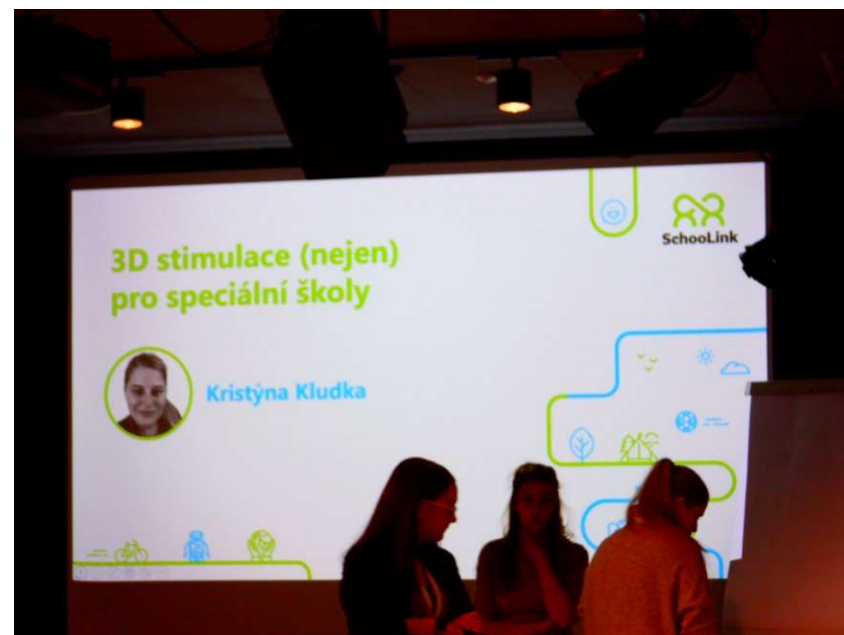 SchooLink
3D stimulace (nejen)
pro speciální školy
Kristýna Kludka